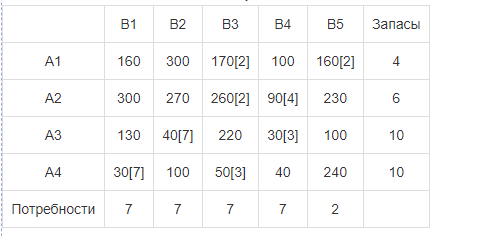 B1 B2 B3 B4 B5 Запасы
A1 160 300 170[2] 100 160[2] 4
A2 300 270 260[2] 90[4] 230 6
A3 130 40[7] 220 30[3] 100 10
A4 30[7] 100 50[3] 40 240 10
Потребности 7 7 7 7 2